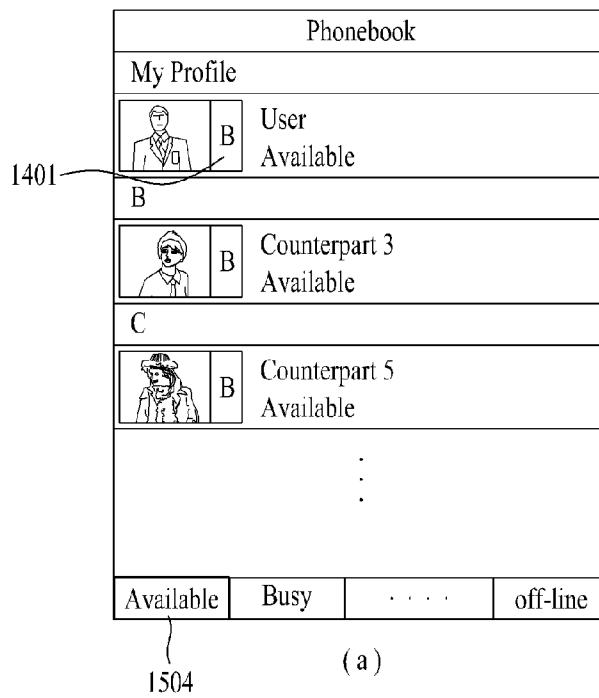 Phonebook
My Profile
B
User
Available
1401
B
B
Counterpart 3
Available
C
B
Counterpart 5
Available
Available
Busy
. . . .
off-line
1504
(a)